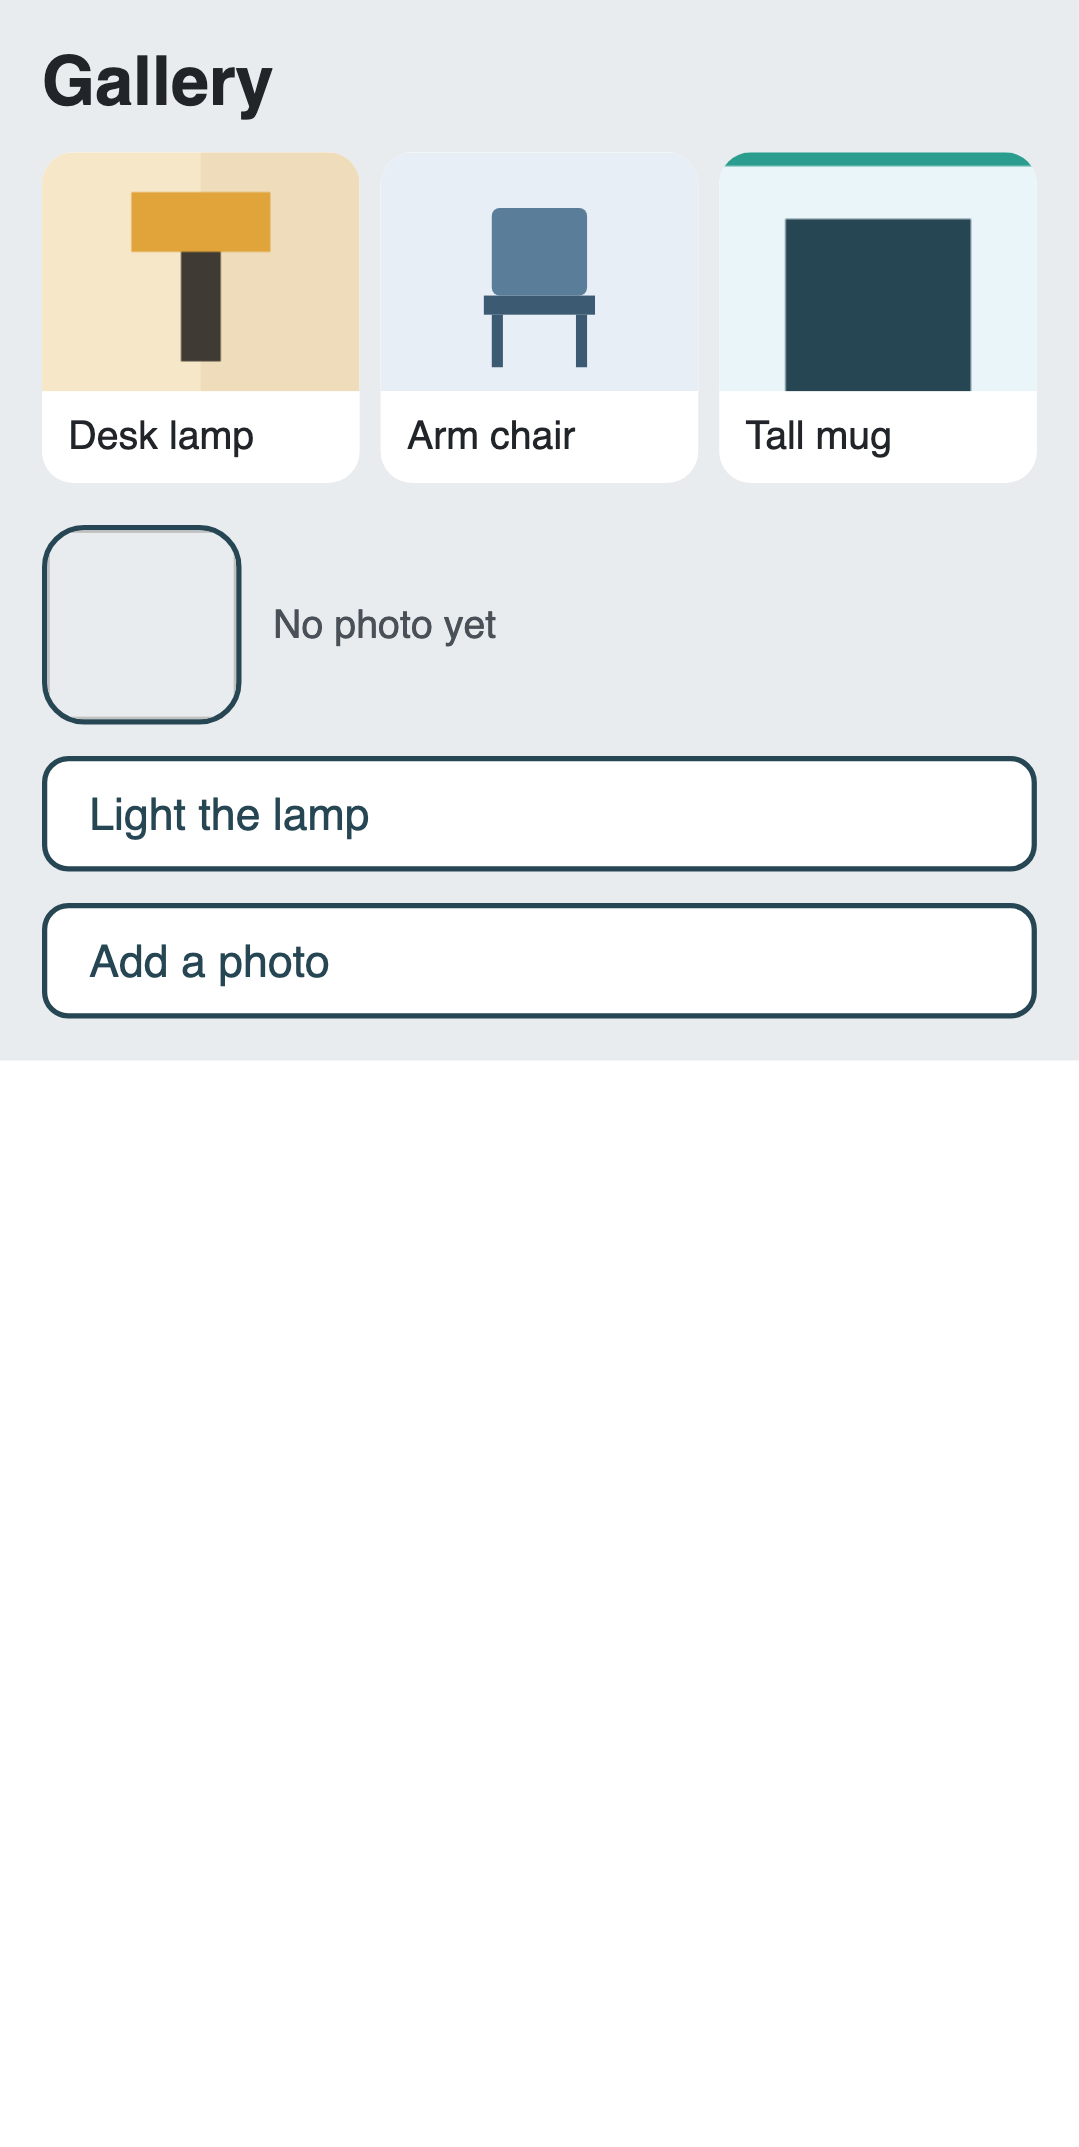 Gallery
Desk lamp
Arm chair
Tall mug
No photo yet
Light the lamp
Add a photo